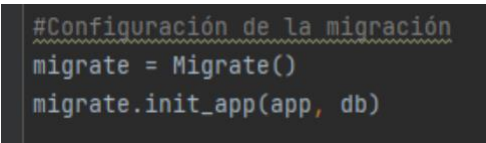 #Configuración de la migración
migrate = Migrate()
migrate.init_app(app, db)